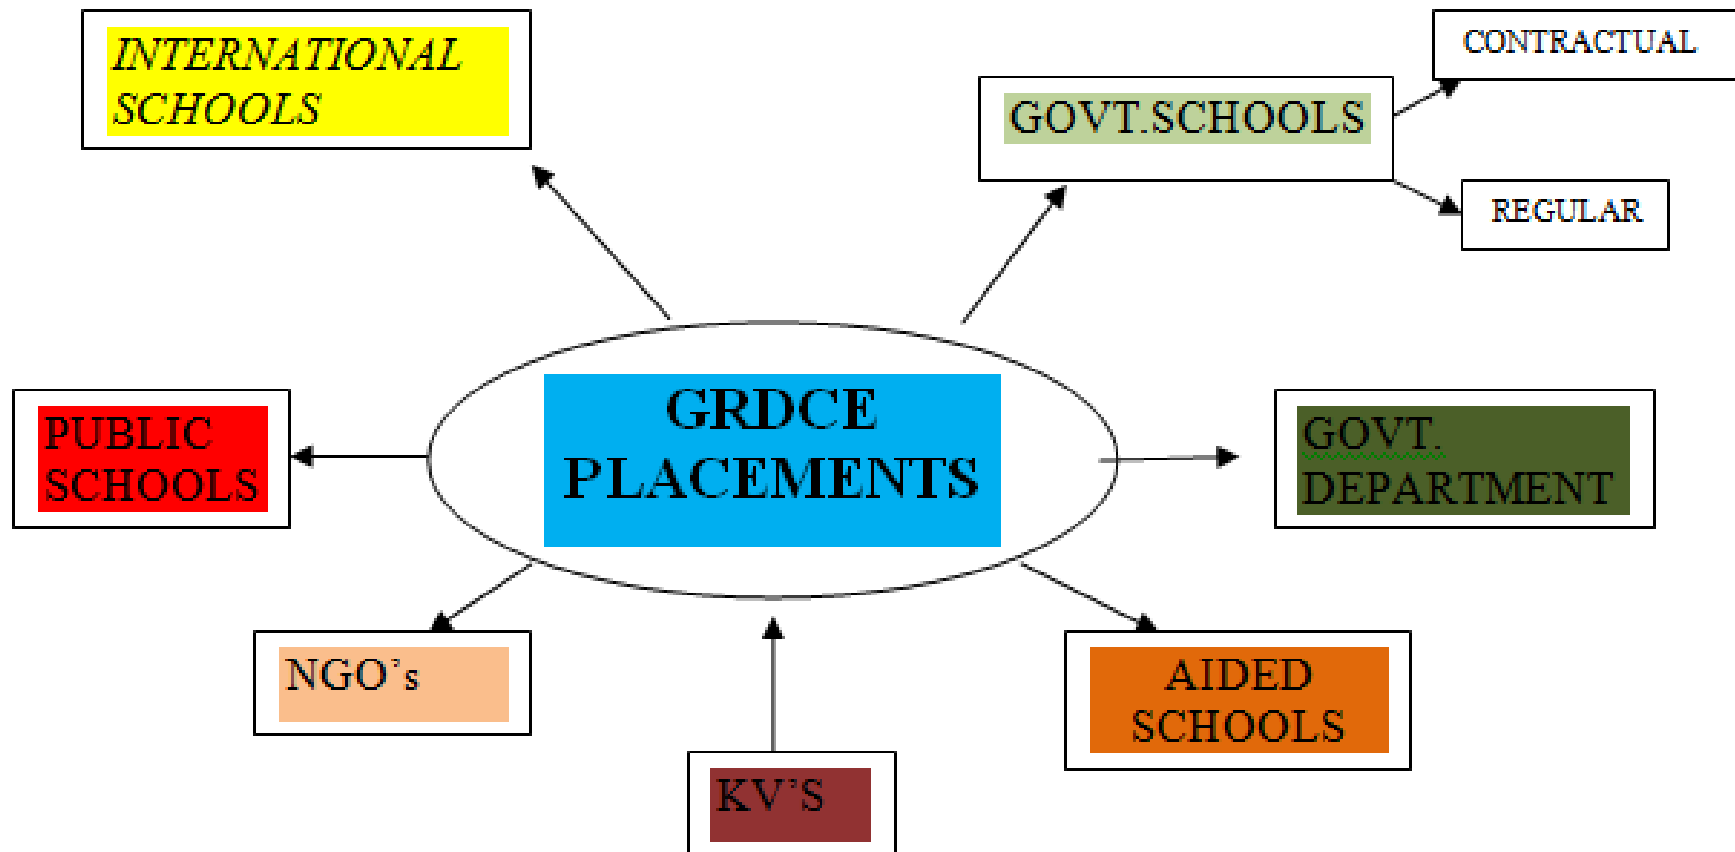 INTERNATIONAL
SCHOOLS
CONTRACTUAL
GOVT.SCHOOLS
REGULAR
GRDCE
PLACEMENTS
PUBLIC
SCHOOLS
GOVT.
DEPARTMENT
NGO’s
AIDED
SCHOOLS
KV’S